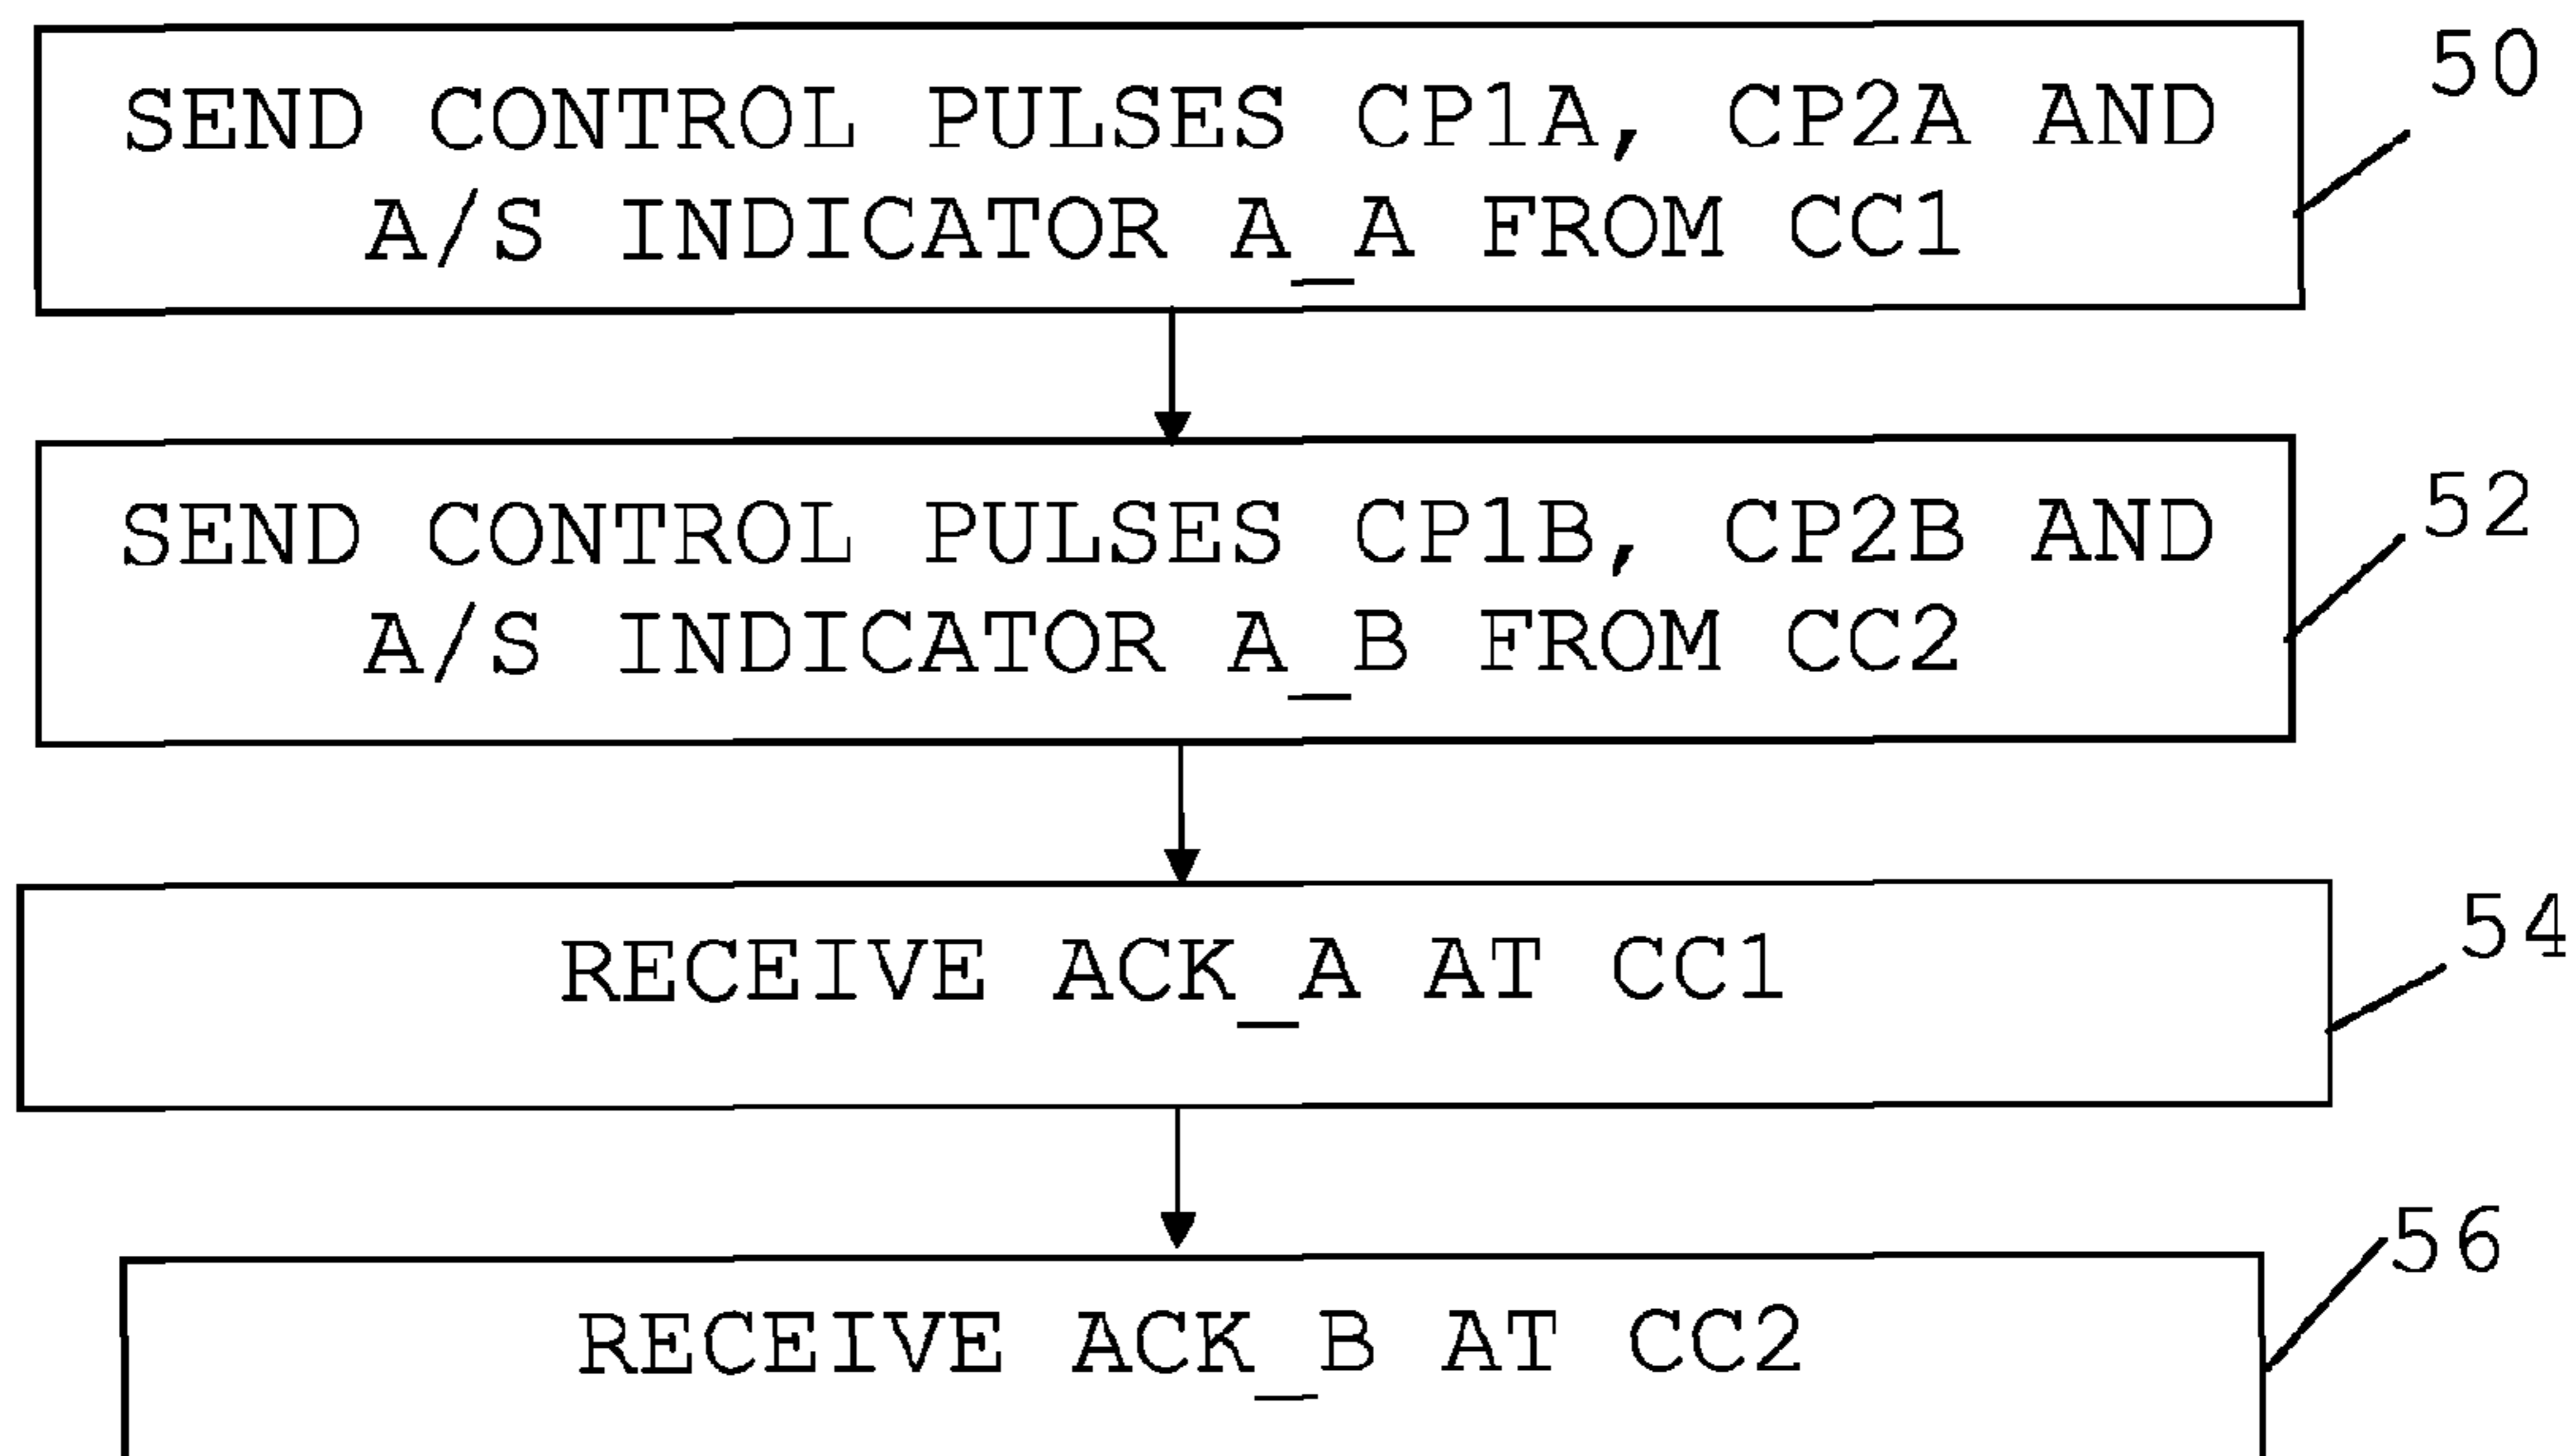 SEND CONTROL PULSES CP1A, CP2A AND
A/S INDICATOR A_A FROM CC1
50
SEND CONTROL PULSES CP1B, CP2B AND
A/S INDICATOR A_B FROM CC2
52
RECEIVE ACK_A AT CC1
54
RECEIVE ACK_B AT CC2
56